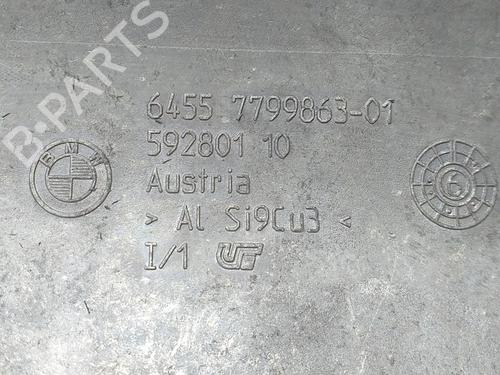 B-PARTS
6455 7799863-01
592801 10
BMW
Austria
> Al Si9Cu3 <
I/1